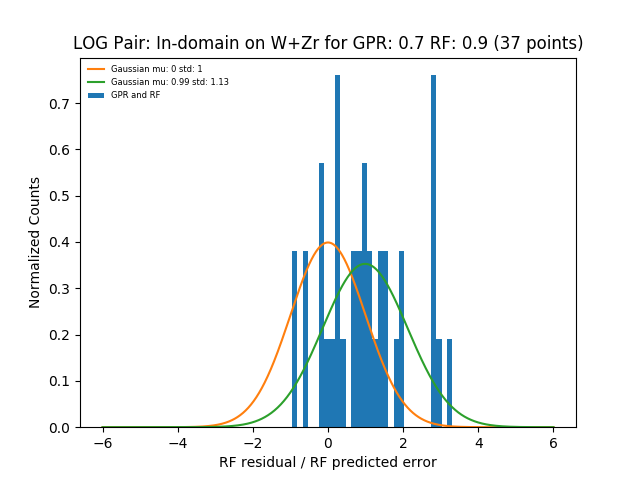 LOG Pair: In-domain on W+Zr for GPR: 0.7 RF: 0.9 (37 points)
Gaussian mu: 0 std: 1
Gaussian mu: 0.99 std: 1.13
GPR and RF
Normalized Counts
0.7
0.6
0.5
0.4
0.3
0.2
0.1
0.0
−6 −4 −2 0 2 4 6
RF residual / RF predicted error